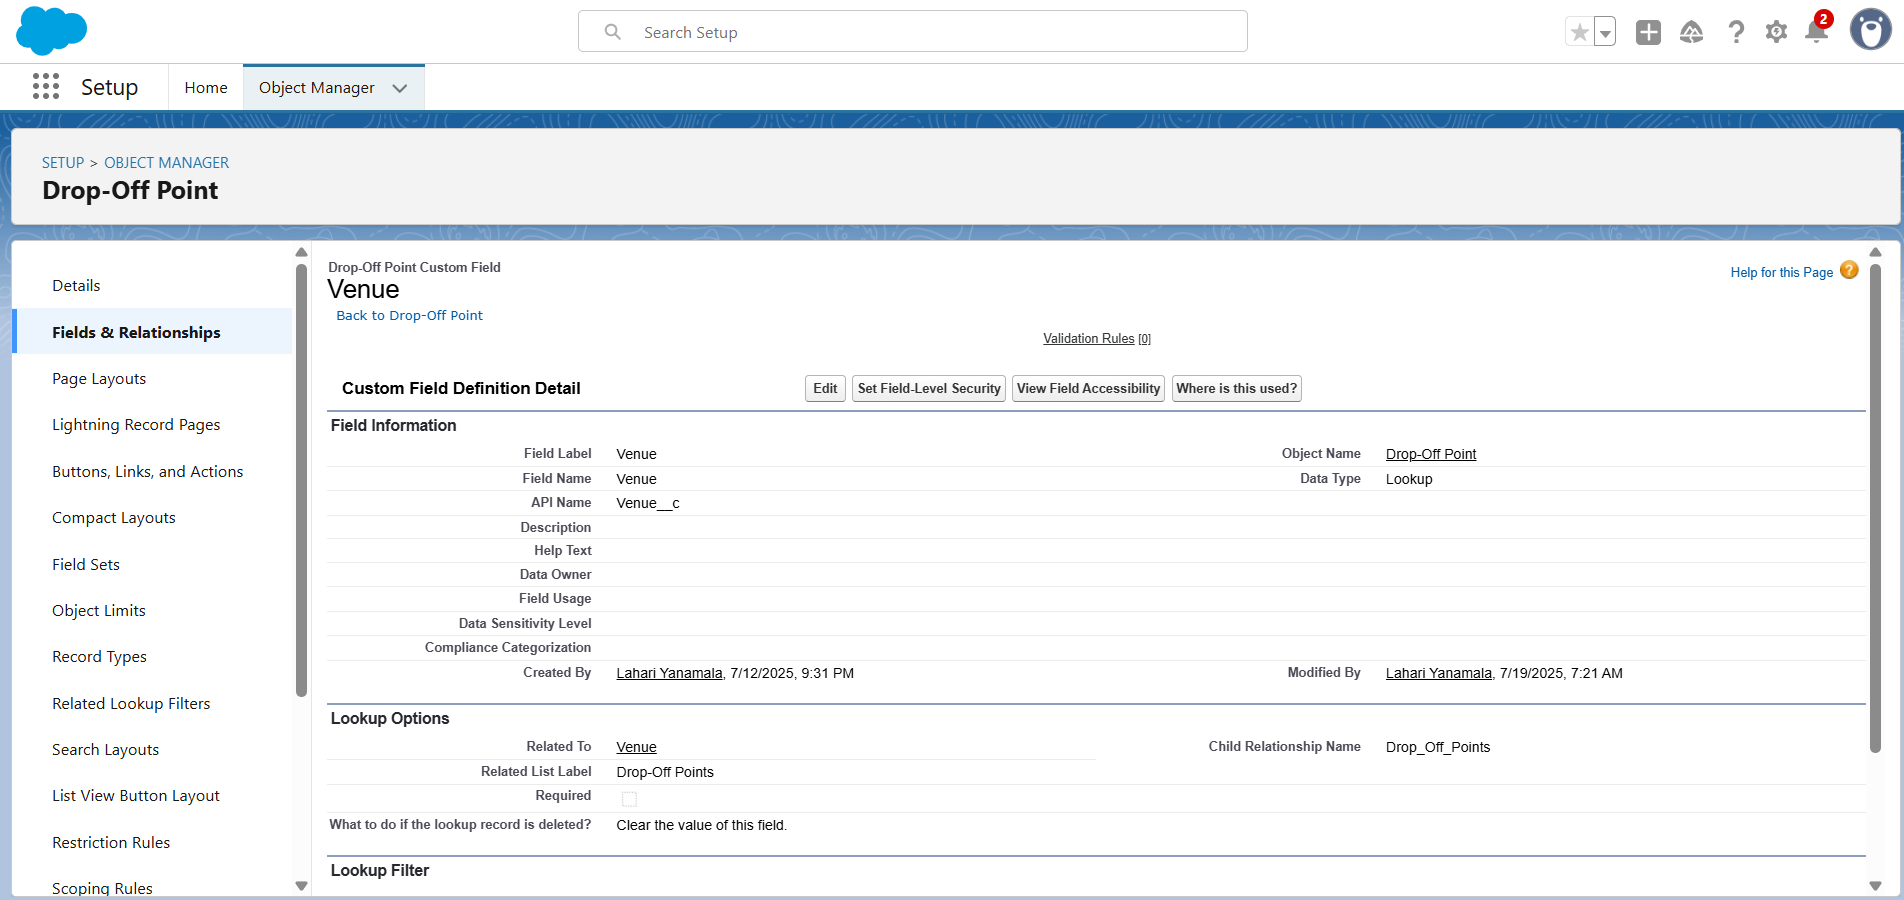 Search Setup
2
Setup
Home
Object Manager
SETUP > OBJECT MANAGER
Drop-Off Point
Details
Fields & Relationships
Page Layouts
Lightning Record Pages
Buttons, Links, and Actions
Compact Layouts
Field Sets
Object Limits
Record Types
Related Lookup Filters
Search Layouts
List View Button Layout
Restriction Rules
Scoping Rules
Drop-Off Point Custom Field
Venue
Back to Drop-Off Point
Help for this Page ?
Validation Rules [0]
Custom Field Definition Detail Edit Set Field-Level Security View Field Accessibility Where is this used?
Field Information
Field Label Venue Object Name Drop-Off Point
Field Name Venue Data Type Lookup
API Name Venue__c
Description
Help Text
Data Owner
Field Usage
Data Sensitivity Level
Compliance Categorization
Created By Lahari Yanamala, 7/12/2025, 9:31 PM Modified By Lahari Yanamala, 7/19/2025, 7:21 AM
Lookup Options
Related To Venue Child Relationship Name Drop_Off_Points
Related List Label Drop-Off Points
Required
What to do if the lookup record is deleted? Clear the value of this field.
Lookup Filter